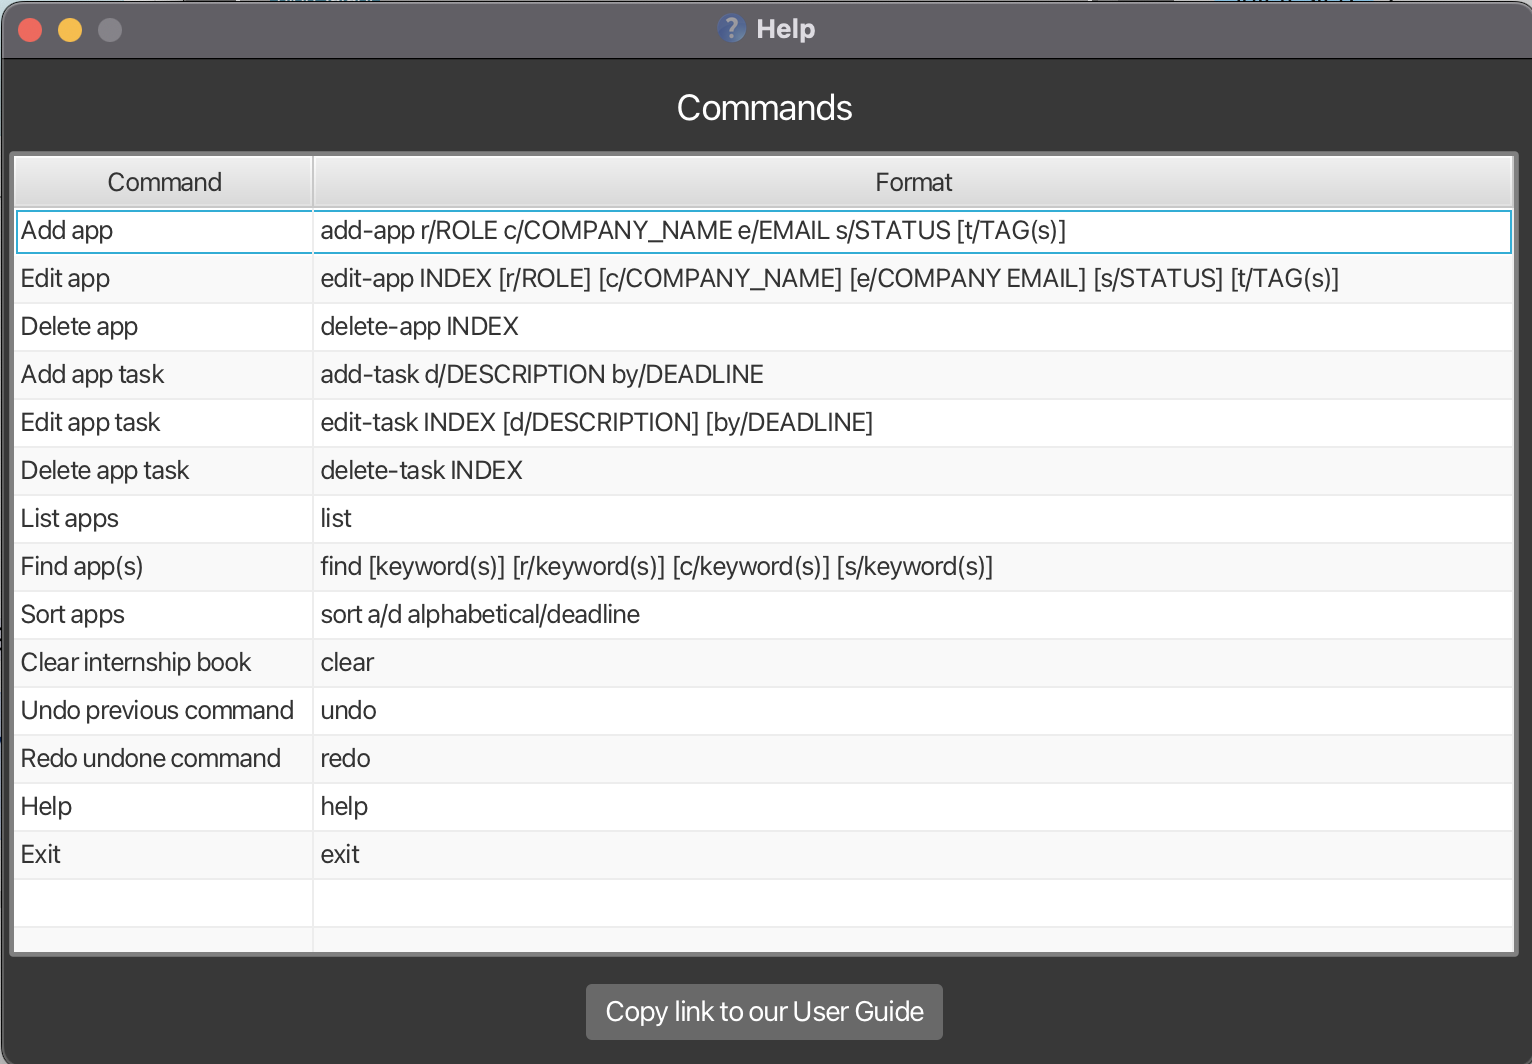 Help
Commands
Command Format
Add app add-app r/ROLE c/COMPANY_NAME e/EMAIL s/STATUS [t/TAG(s)]
Edit app edit-app INDEX [r/ROLE] [c/COMPANY_NAME] [e/COMPANY EMAIL] [s/STATUS] [t/TAG(s)]
Delete app delete-app INDEX
Add app task add-task d/DESCRIPTION by/DEADLINE
Edit app task edit-task INDEX [d/DESCRIPTION] [by/DEADLINE]
Delete app task delete-task INDEX
List apps list
Find app(s) find [keyword(s)] [r/keyword(s)] [c/keyword(s)] [s/keyword(s)]
Sort apps sort a/d alphabetical/deadline
Clear internship book clear
Undo previous command undo
Redo undone command redo
Help help
Exit exit
Copy link to our User Guide